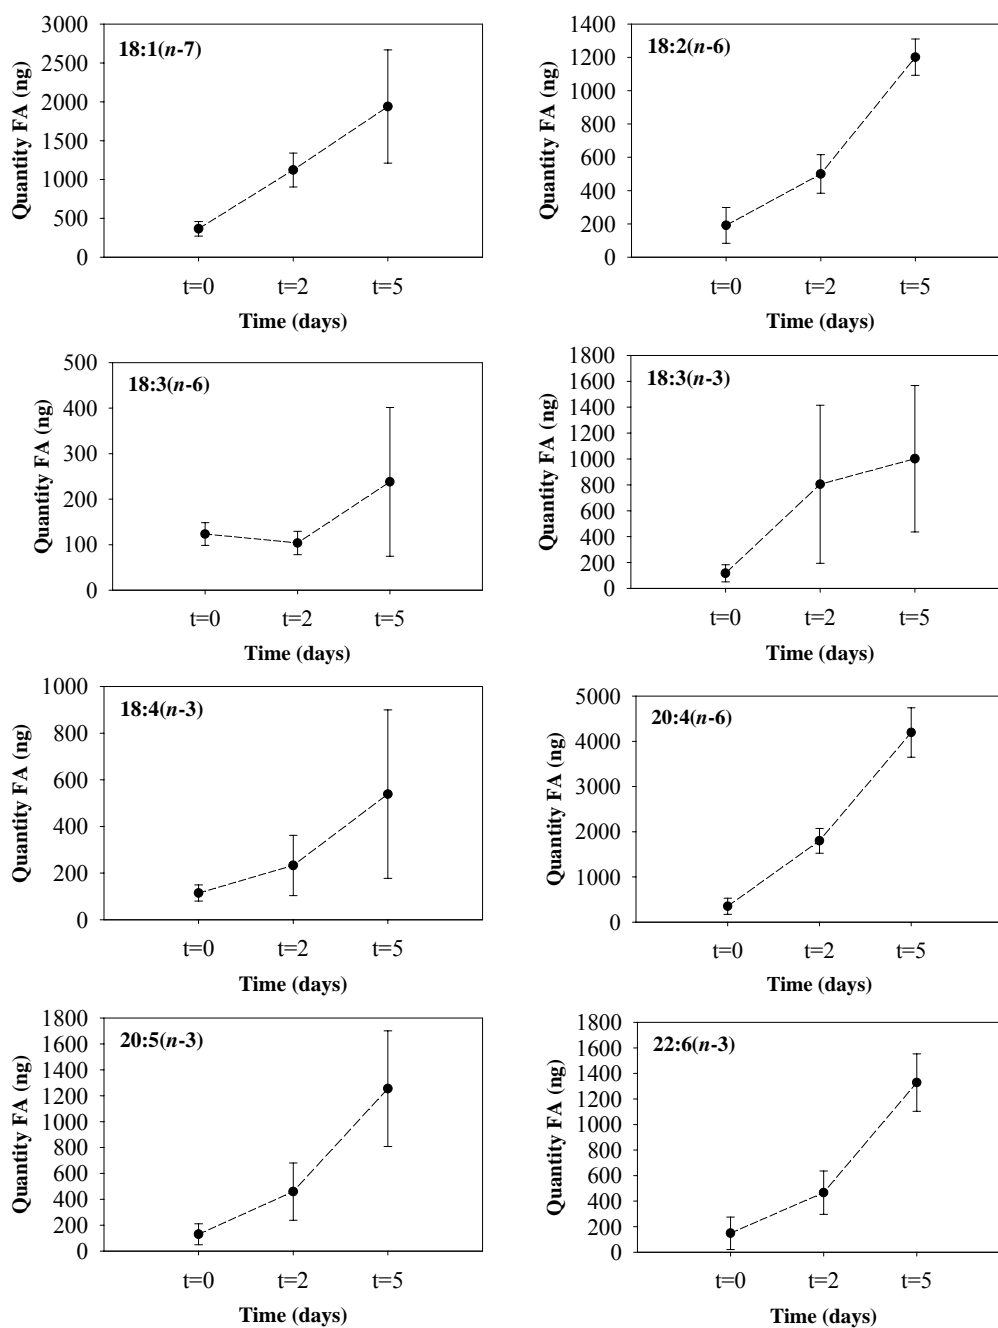 18:1(n-7)
Quantity FA (ng)
3000
2500
2000
1500
1000
500
0
t=0 t=2 t=5
Time (days)
18:2(n-6)
Quantity FA (ng)
1400
1200
1000
800
600
400
200
0
t=0 t=2 t=5
Time (days)
18:3(n-6)
Quantity FA (ng)
500
400
300
200
100
0
t=0 t=2 t=5
Time (days)
18:3(n-3)
Quantity FA (ng)
1800
1600
1400
1200
1000
800
600
400
200
0
t=0 t=2 t=5
Time (days)
18:4(n-3)
Quantity FA (ng)
1000
800
600
400
200
0
t=0 t=2 t=5
Time (days)
20:4(n-6)
Quantity FA (ng)
5000
4000
3000
2000
1000
0
t=0 t=2 t=5
Time (days)
20:5(n-3)
Quantity FA (ng)
1800
1600
1400
1200
1000
800
600
400
200
0
t=0 t=2 t=5
Time (days)
22:6(n-3)
Quantity FA (ng)
1800
1600
1400
1200
1000
800
600
400
200
0
t=0 t=2 t=5
Time (days)